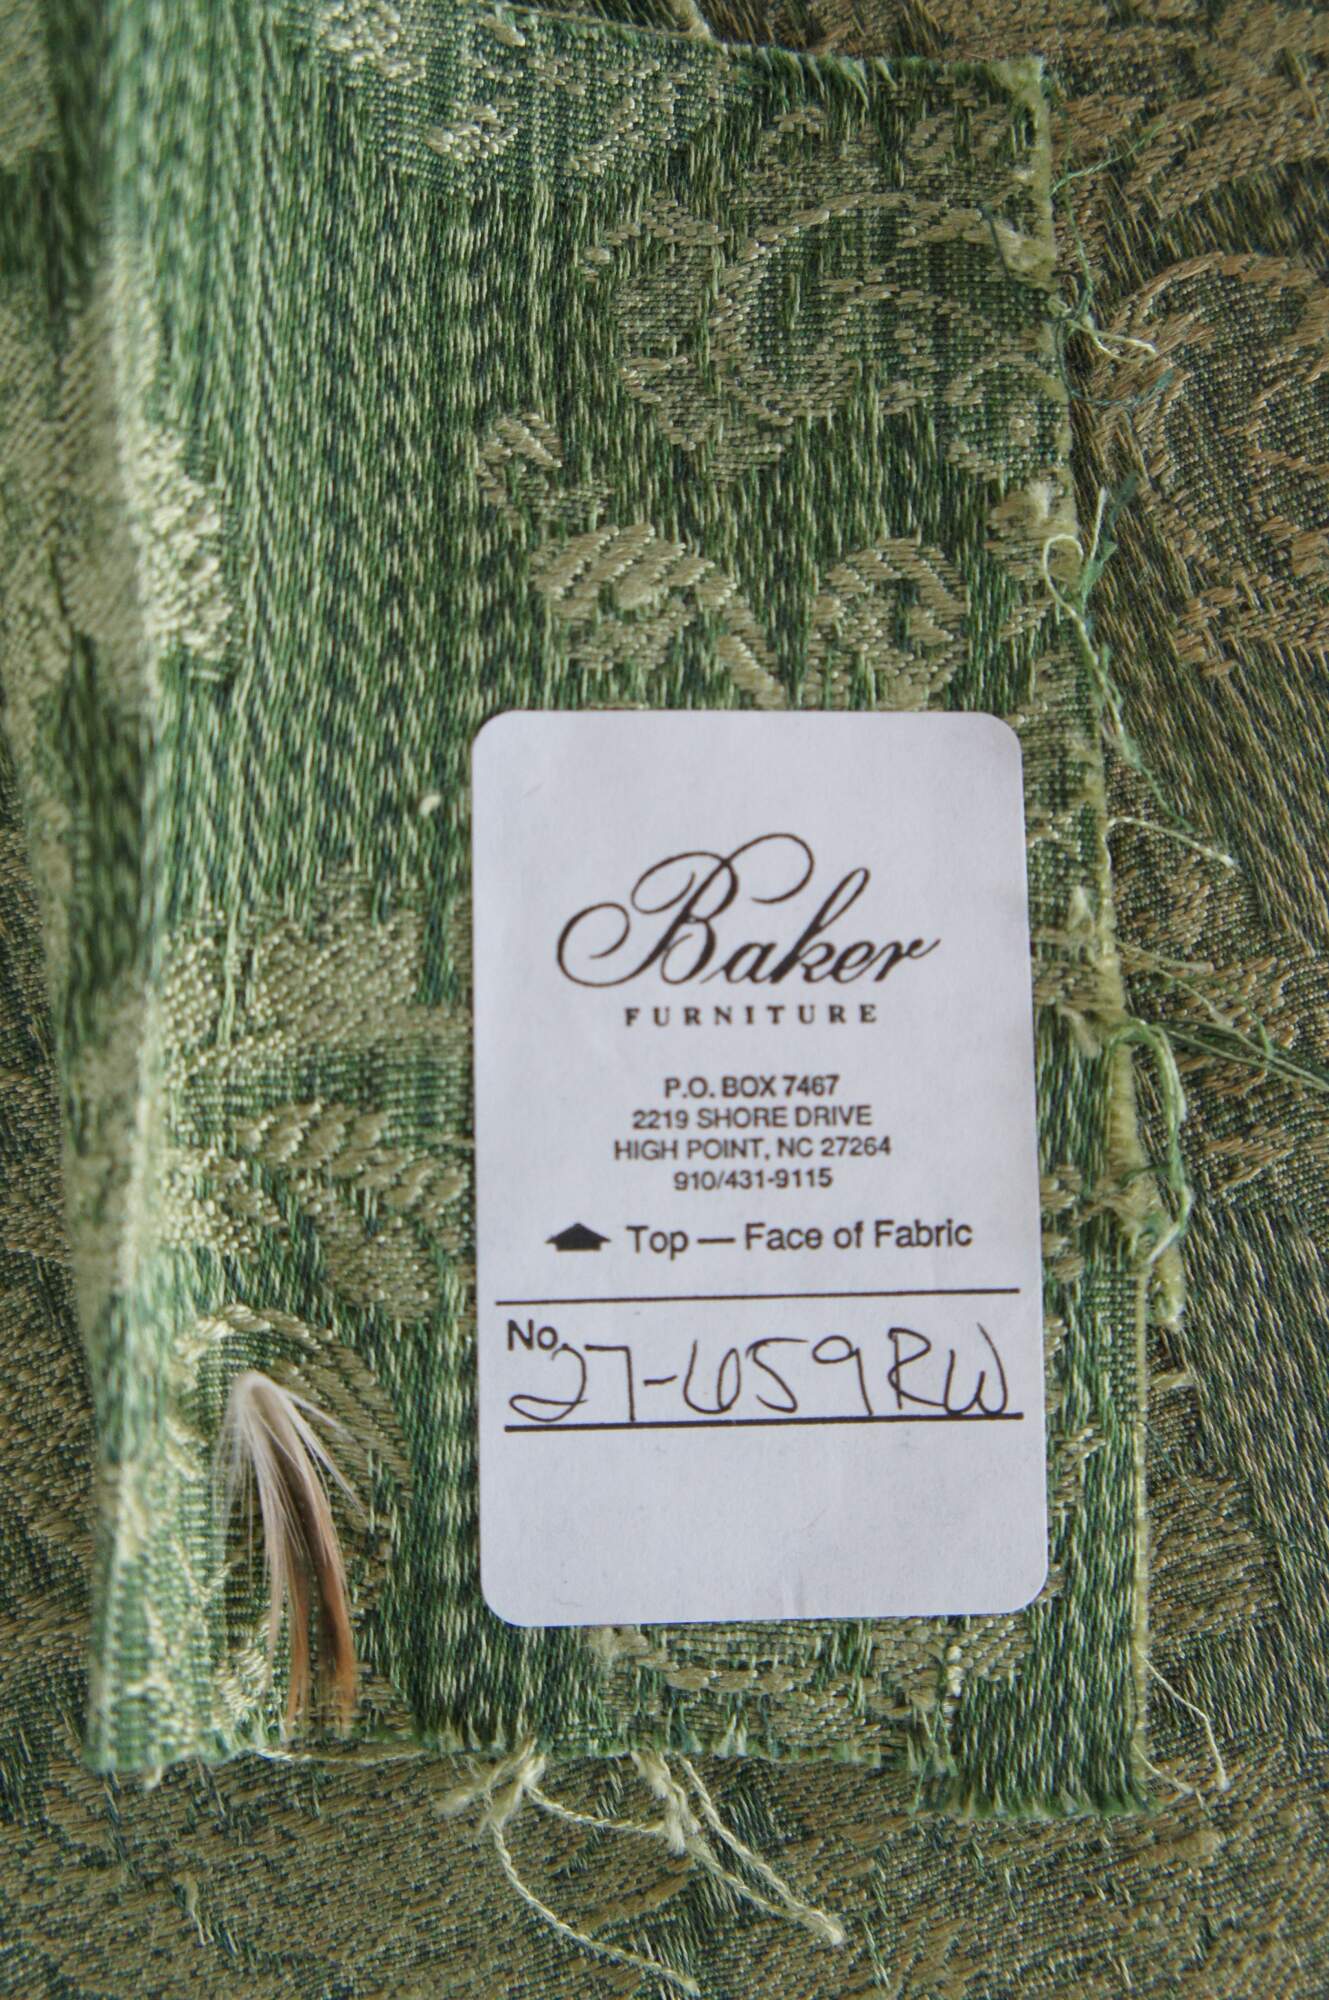 Baker
FURNITURE
P.O. BOX 7467
2219 SHORE DRIVE
HIGH POINT, NC 27264
910/431-9115
Top — Face of Fabric
No. 27-659RW